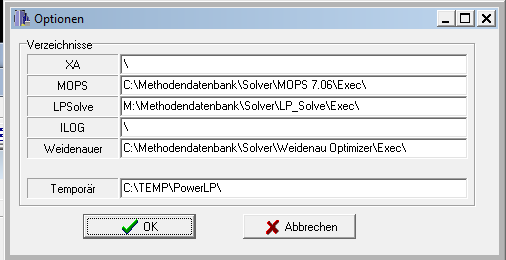 Optionen
Verzeichnisse
XA \
MOPS C:\Methodendatenbank\Solver\MOPS 7.06\Exec\
LPSolve M:\Methodendatenbank\Solver\LP_Solve\Exec\
ILOG \
Weidenauer C:\Methodendatenbank\Solver\Weidenau Optimizer\Exec\
Temporär C:\TEMP\PowerLP\
OK Abbrechen